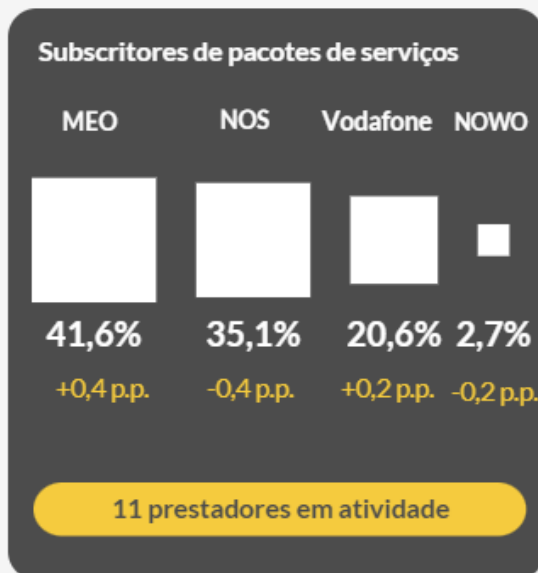 Subscritores de pacotes de serviços
MEO NOS Vodafone NOWO
41,6% 35,1% 20,6% 2,7%
+0,4 p.p. -0,4 p.p. +0,2 p.p. -0,2 p.p.
11 prestadores em atividade